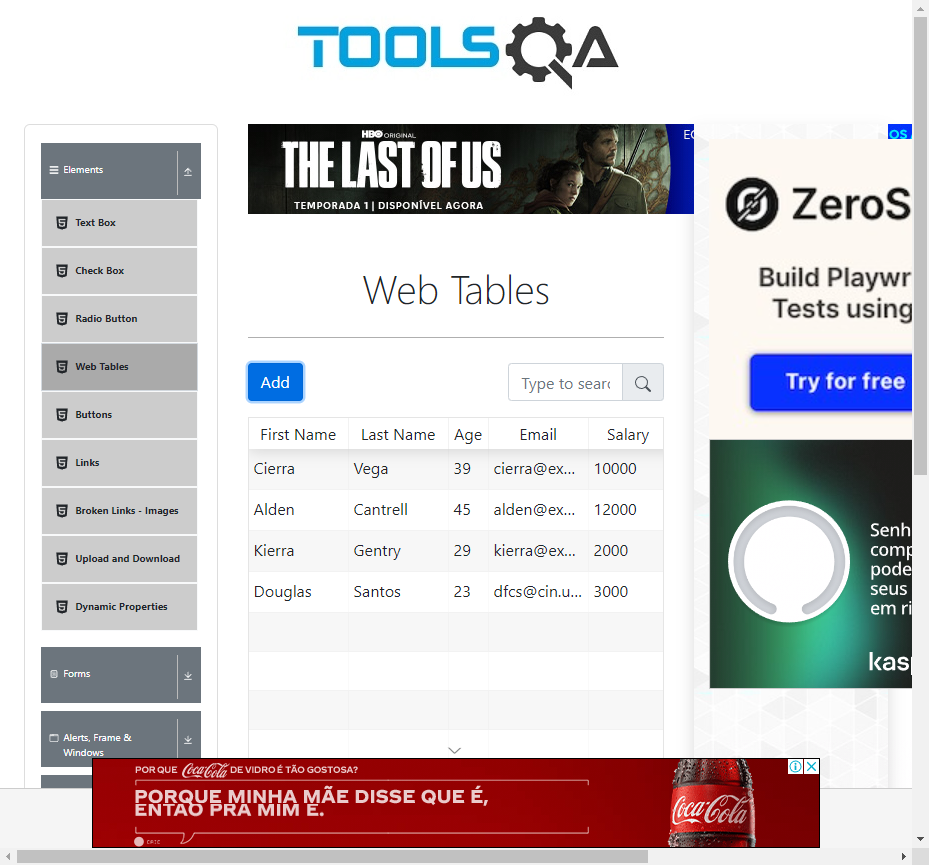 TOOLSQA
Elements
Text Box
Check Box
Radio Button
Web Tables
Buttons
Links
Broken Links - Images
Upload and Download
Dynamic Properties
Forms
Alerts, Frame &
Windows
HBO ORIGINAL
THE LAST OF US
TEMPORADA 1 | DISPONÍVEL AGORA
OS
Web Tables
Add
Type to searc
First Name Last Name Age Email Salary
Cierra Vega 39 cierra@ex... 10000
Alden Cantrell 45 alden@ex... 12000
Kierra Gentry 29 kierra@ex... 2000
Douglas Santos 23 dfcs@cin.u... 3000
ZeroS
Build Playwr
Tests using
Try for free
Senh
comp
pode
seus
em ri
kasp
POR QUE Coca-Cola DE VIDRO É TÃO GOSTOSA?
PORQUE MINHA MÃE DISSE QUE É,
ENTÃO PRA MIM É.
Coca-Cola